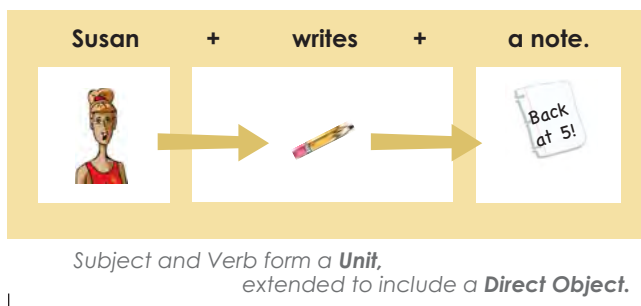 Susan + writes + a note.
Back
at 5!
Subject and Verb form a Unit,
extended to include a Direct Object.